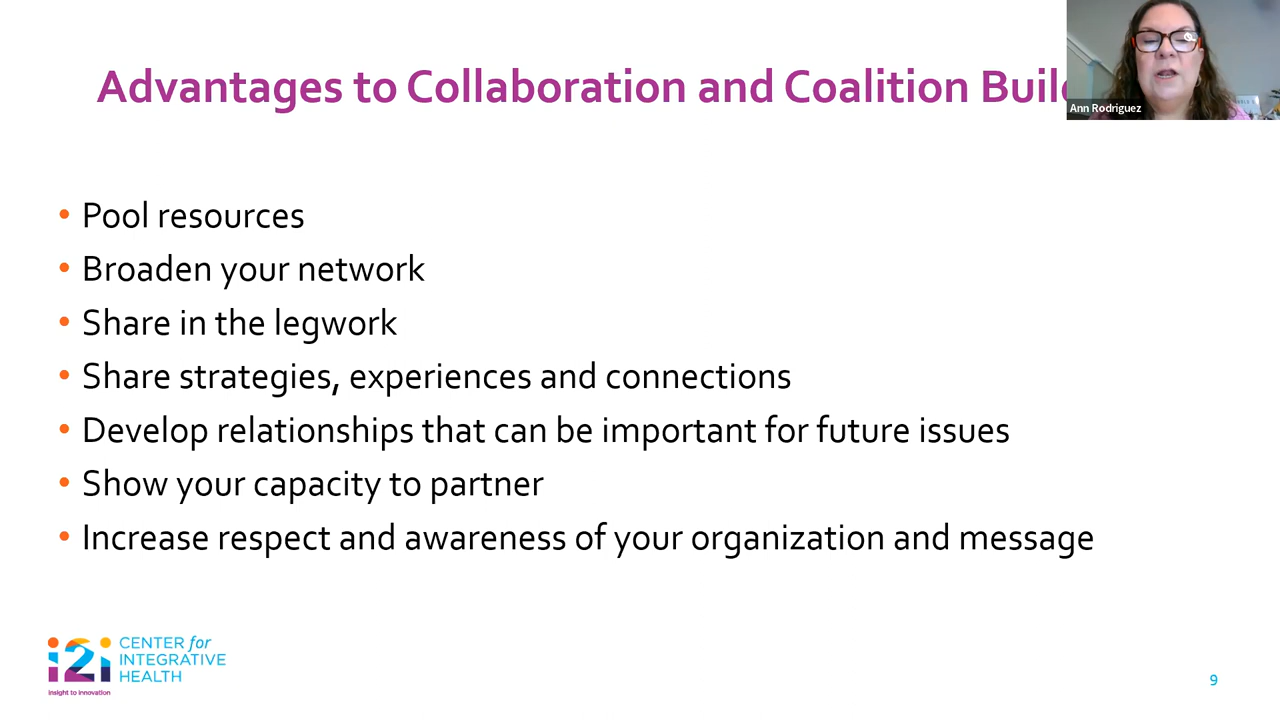 Advantages to Collaboration and Coalition
Ann Rodriguez
• Pool resources
• Broaden your network
• Share in the legwork
• Share strategies, experiences and connections
• Develop relationships that can be important for future issues
• Show your capacity to partner
• Increase respect and awareness of your organization and message
i2i
CENTER for
INTEGRATIVE
HEALTH
insight to innovation
9